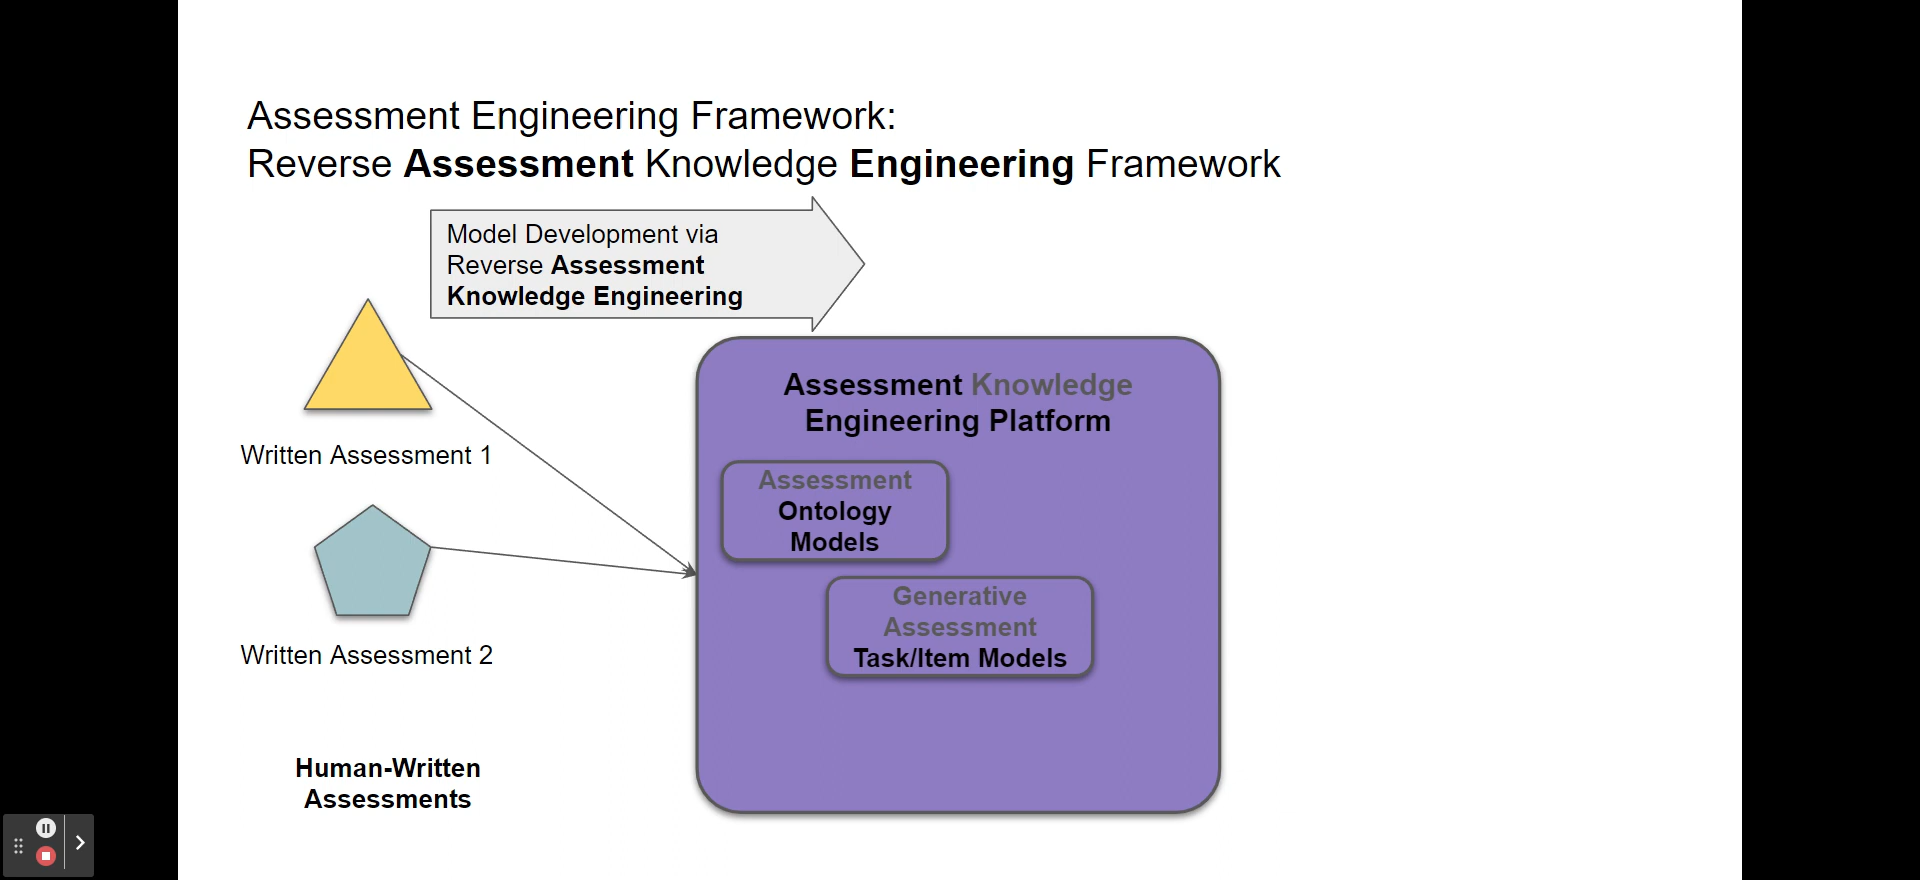 Assessment Engineering Framework:
Reverse Assessment Knowledge Engineering Framework
Model Development via
Reverse Assessment
Knowledge Engineering
Written Assessment 1
Written Assessment 2
Human-Written
Assessments
Assessment Knowledge
Engineering Platform
Assessment
Ontology
Models
Generative
Assessment
Task/Item Models